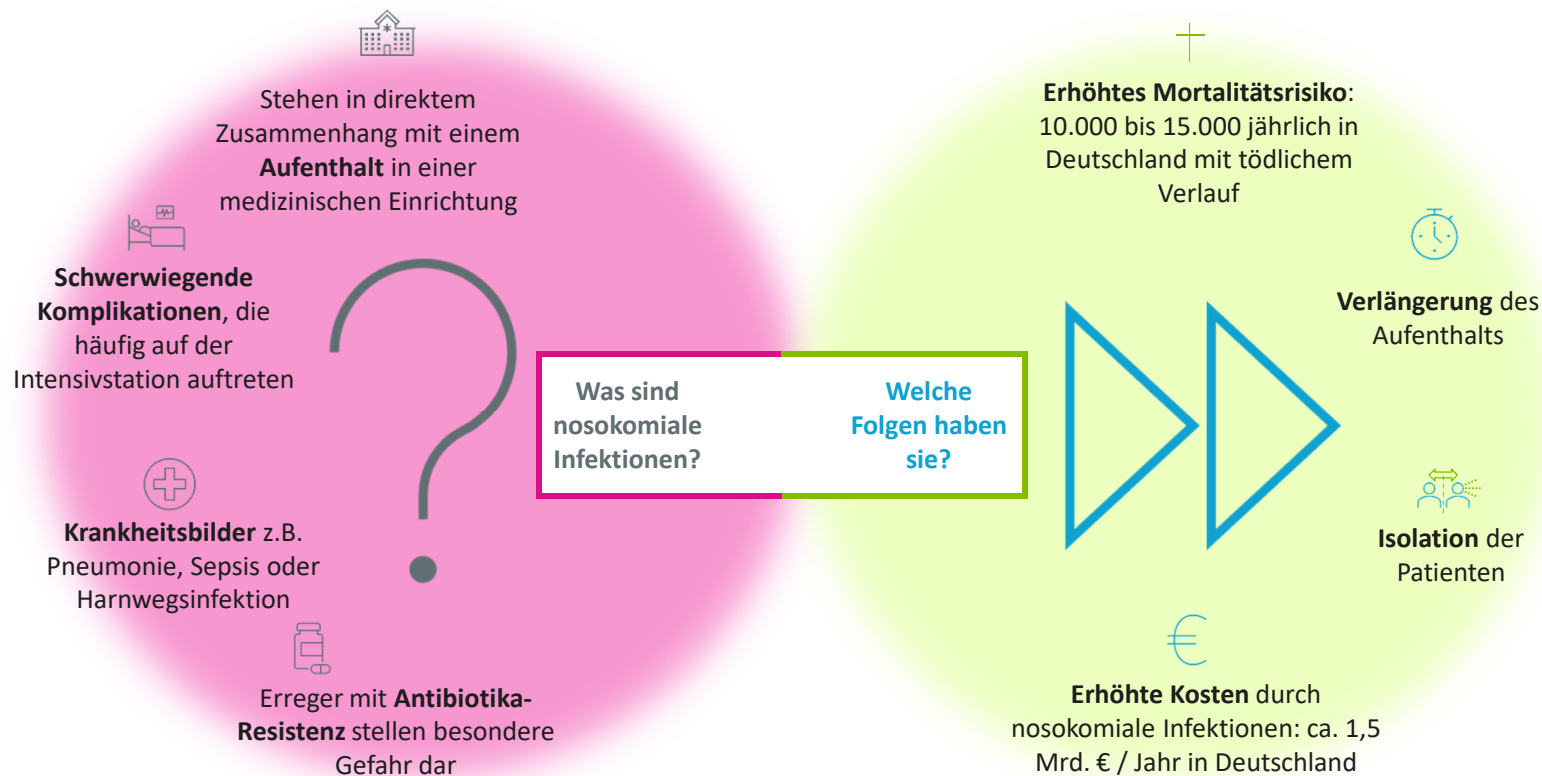 Stehen in direktem
Zusammenhang mit einem
Aufenthalt in einer
medizinischen Einrichtung
Schwerwiegende
Komplikationen, die
häufig auf der
Intensivstation auftreten
Krankheitsbilder z.B.
Pneumonie, Sepsis oder
Harnwegsinfektion
Erreger mit Antibiotika-
Resistenz stellen besondere
Gefahr dar
Was sind
nosokomiale
Infektionen?
Welche
Folgen haben
sie?
Erhöhtes Mortalitätsrisiko:
10.000 bis 15.000 jährlich in
Deutschland mit tödlichem
Verlauf
Verlängerung des
Aufenthalts
Isolation der
Patienten
€
Erhöhte Kosten durch
nosokomiale Infektionen: ca. 1,5
Mrd. € / Jahr in Deutschland